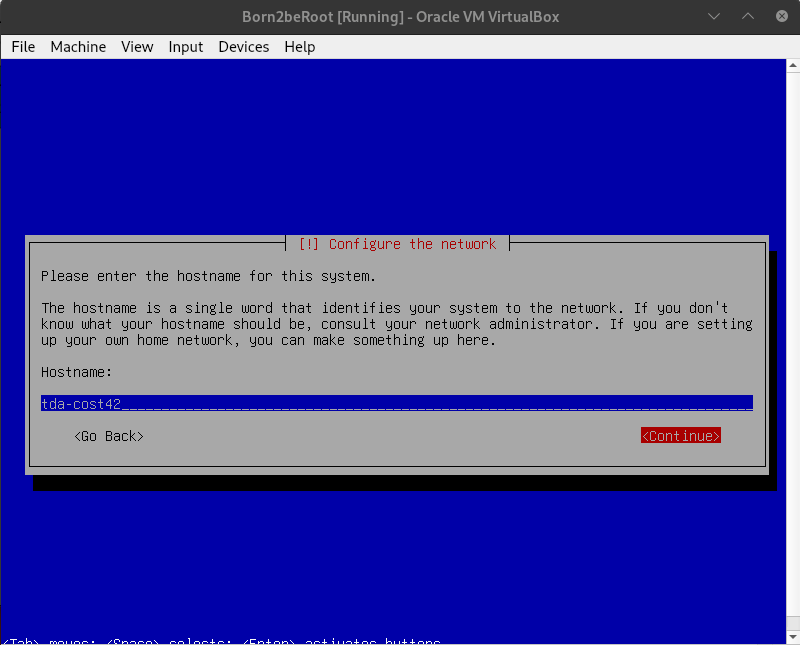 Born2beRoot [Running] - Oracle VM VirtualBox
File Machine View Input Devices Help
[!] Configure the network
Please enter the hostname for this system.
The hostname is a single word that identifies your system to the network. If you don't
know what your hostname should be, consult your network administrator. If you are setting
up your own home network, you can make something up here.
Hostname:
tda-cost42
<Go Back> <Continue>
<Tab> moves; <Space> selects; <Enter> activates buttons